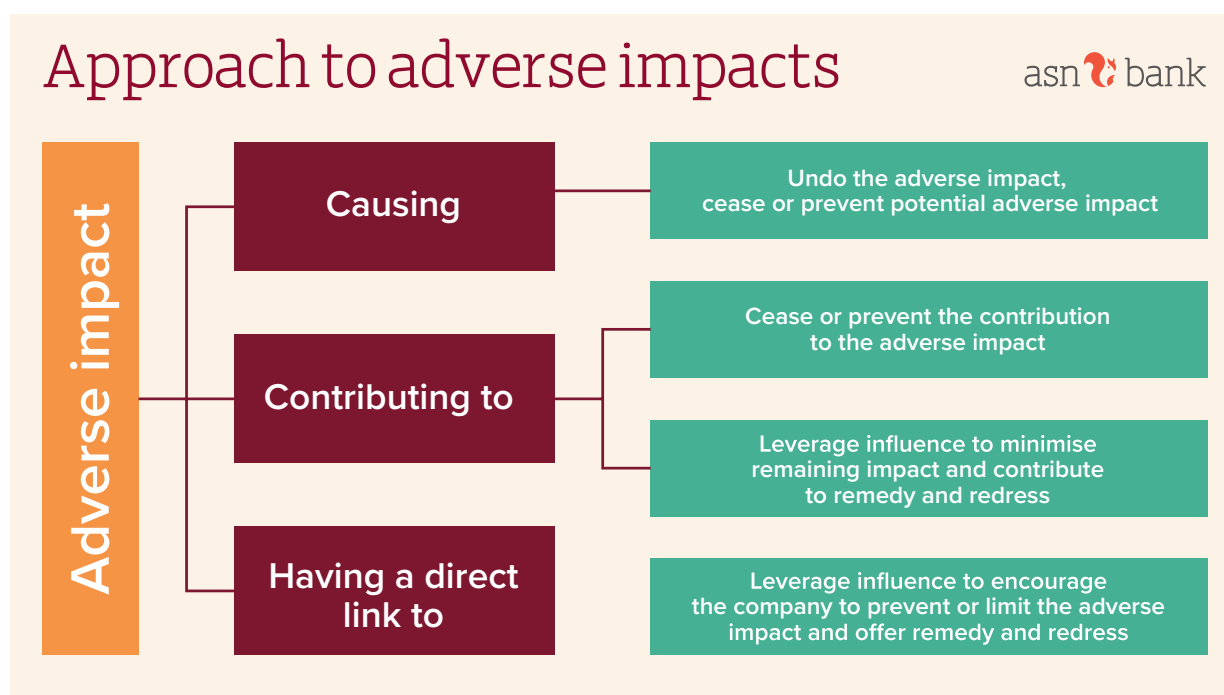 Approach to adverse impacts
asn bank
Adverse impact
Causing
Undo the adverse impact,
cease or prevent potential adverse impact
Contributing to
Cease or prevent the contribution
to the adverse impact
Leverage influence to minimise
remaining impact and contribute
to remedy and redress
Having a direct
link to
Leverage influence to encourage
the company to prevent or limit the adverse
impact and offer remedy and redress